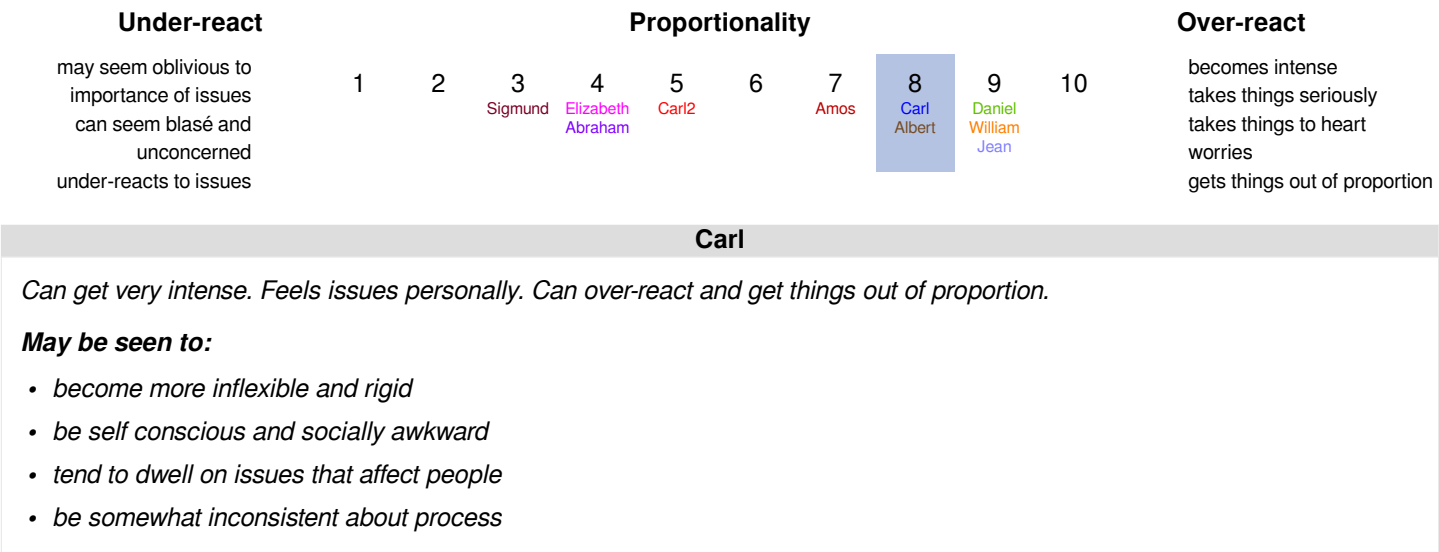 Under-react
Proportionality
Over-react
may seem oblivious to
importance of issues
can seem blasé and
unconcerned
under-reacts to issues
1 2 3 4 5 6 7 8 9 10
Sigmund Elizabeth Carl2 Amos Carl Daniel
Abraham Albert William
Jean
becomes intense
takes things seriously
takes things to heart
worries
gets things out of proportion
Carl
Can get very intense. Feels issues personally. Can over-react and get things out of proportion.
May be seen to:
• become more inflexible and rigid
• be self conscious and socially awkward
• tend to dwell on issues that affect people
• be somewhat inconsistent about process